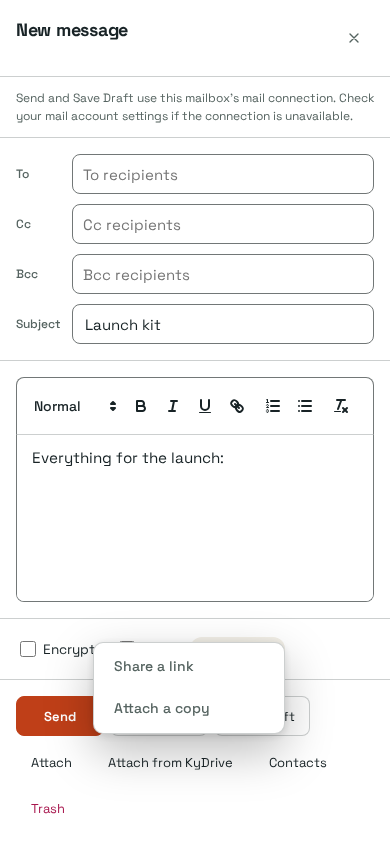 New message
Send and Save Draft use this mailbox's mail connection. Check
your mail account settings if the connection is unavailable.
To
To recipients
Cc
Cc recipients
Bcc
Bcc recipients
Subject
Launch kit
Normal
Everything for the launch:
Encrypt
Share a link
Attach a copy
Send
Attach
Attach from KyDrive
Contacts
Trash